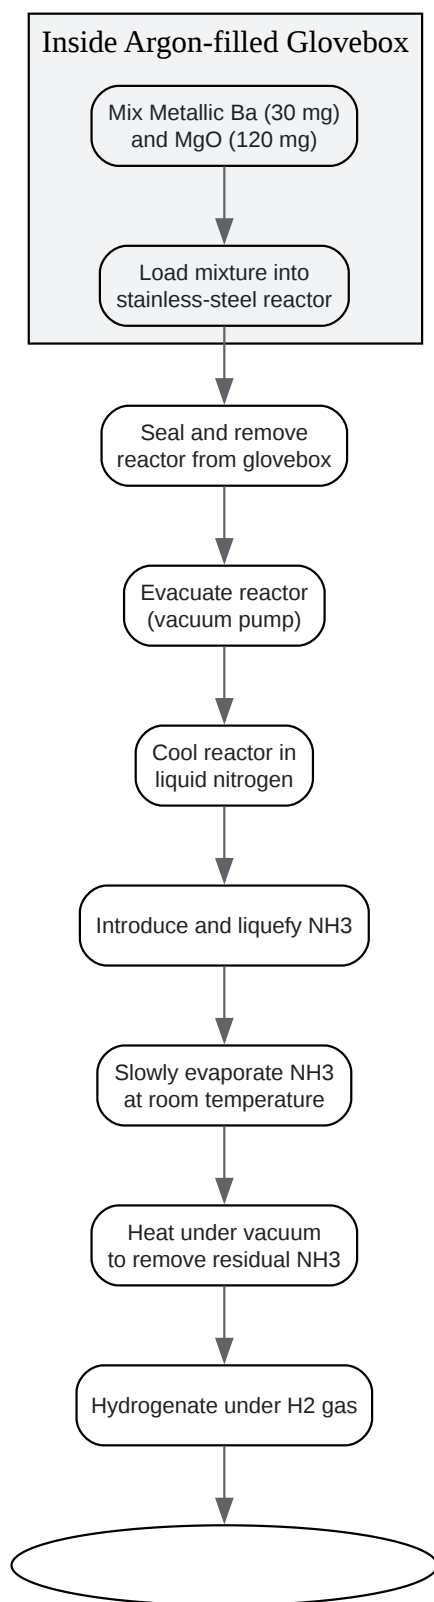 Inside Argon-filled Glovebox
Mix Metallic Ba (30 mg)
and MgO (120 mg)
Load mixture into
stainless-steel reactor
Seal and remove
reactor from glovebox
Evacuate reactor
(vacuum pump)
Cool reactor in
liquid nitrogen
Introduce and liquefy NH3
Slowly evaporate NH3
at room temperature
Heat under vacuum
to remove residual NH3
Hydrogenate under H2 gas